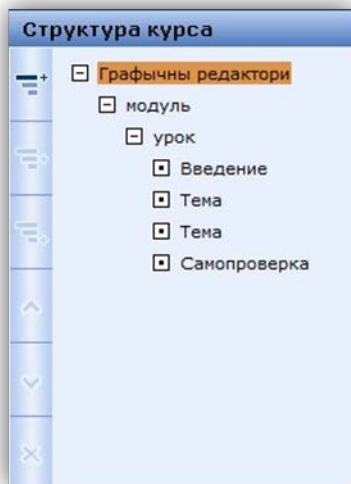 Структура курса
Графычны редактори
модуль
урок
Введение
Тема
Тема
Самопроверка